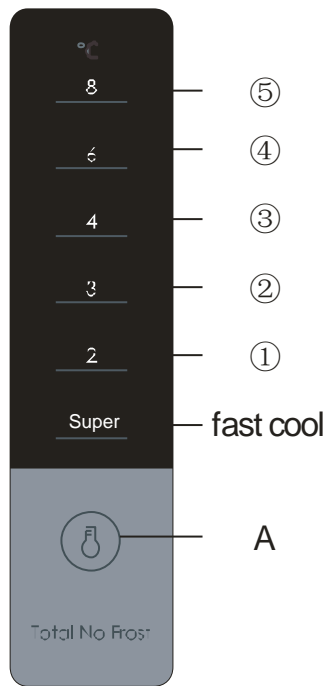 °C
8 ⑤
6 ④
4 ③
3 ②
2 ①
Super fast cool
A
Total No Frost